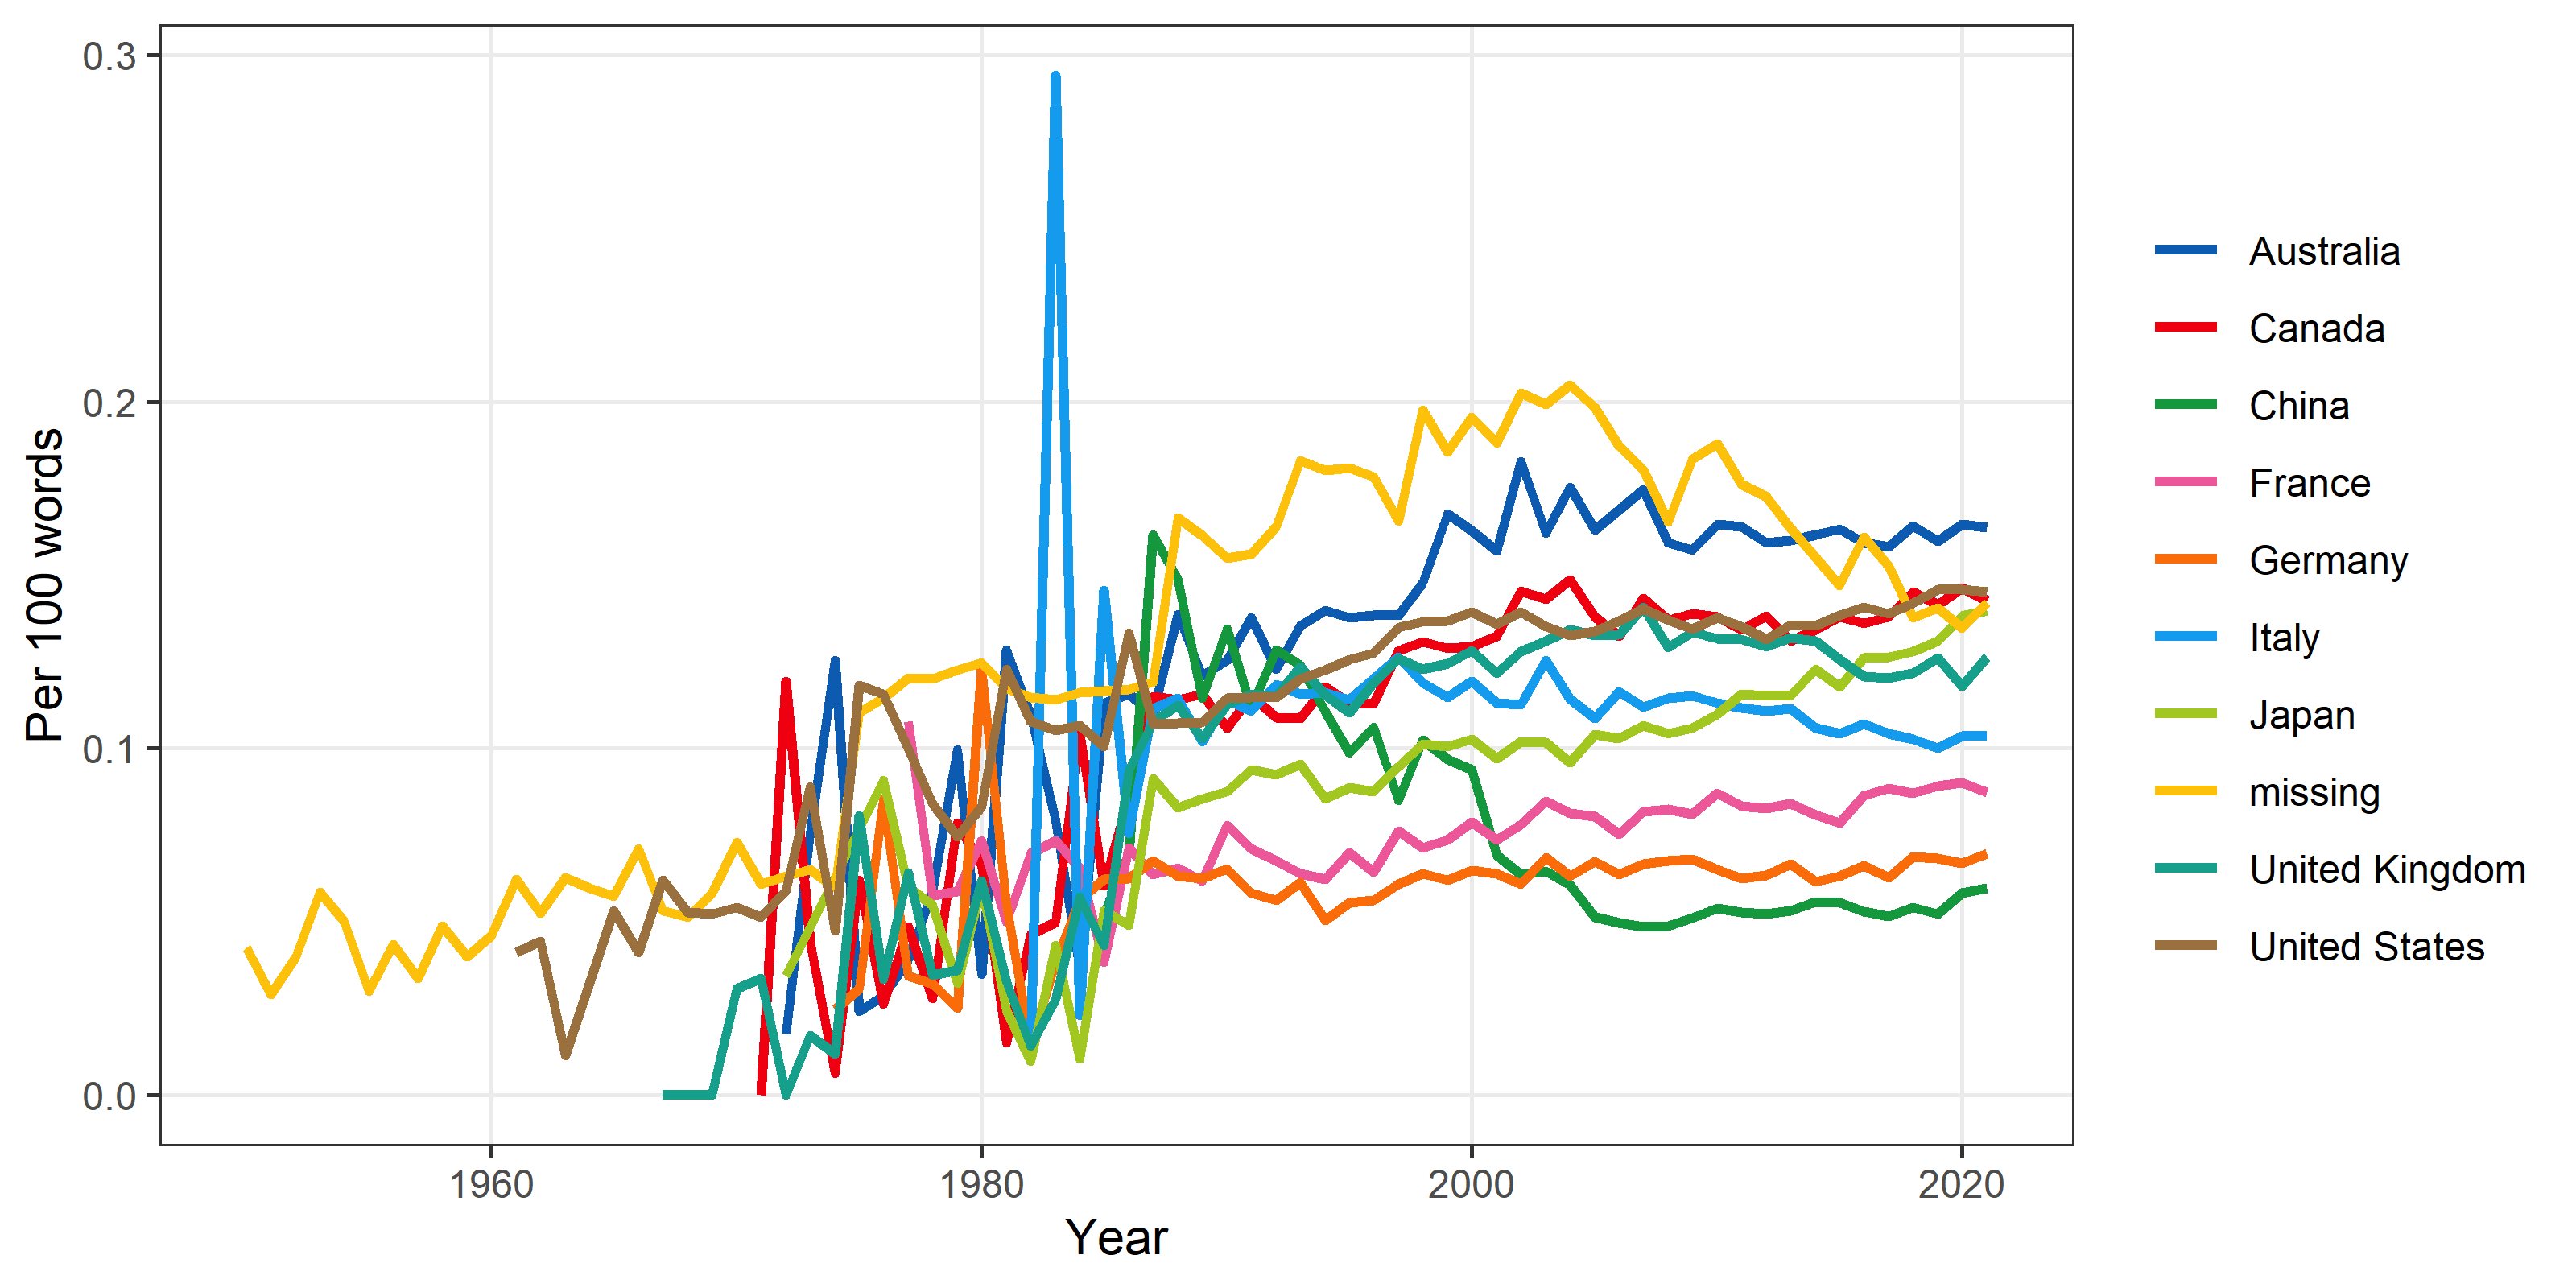 0.3
0.2
0.1
0.0
Per 100 words
1960
1980
2000
2020
Year
Australia
Canada
China
France
Germany
Italy
Japan
missing
United Kingdom
United States